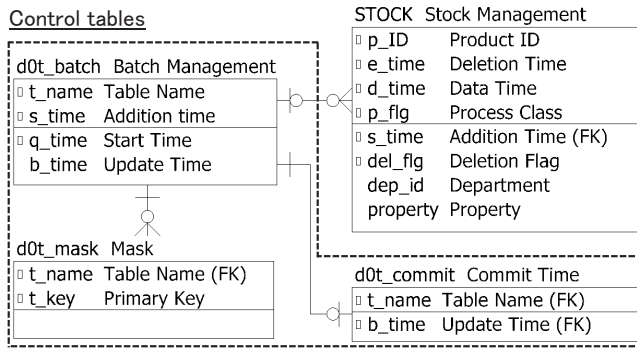 Control tables
d0t_batch Batch Management
▯ t_name Table Name
▯ s_time Addition time
▯ q_time Start Time
b_time Update Time
d0t_mask Mask
▯ t_name Table Name (FK)
▯ t_key Primary Key
STOCK Stock Management
▯ p_ID Product ID
▯ e_time Deletion Time
▯ d_time Data Time
▯ p_flg Process Class
▯ s_time Addition Time (FK)
▯ del_flg Deletion Flag
dep_id Department
property Property
d0t_commit Commit Time
▯ t_name Table Name (FK)
▯ b_time Update Time (FK)